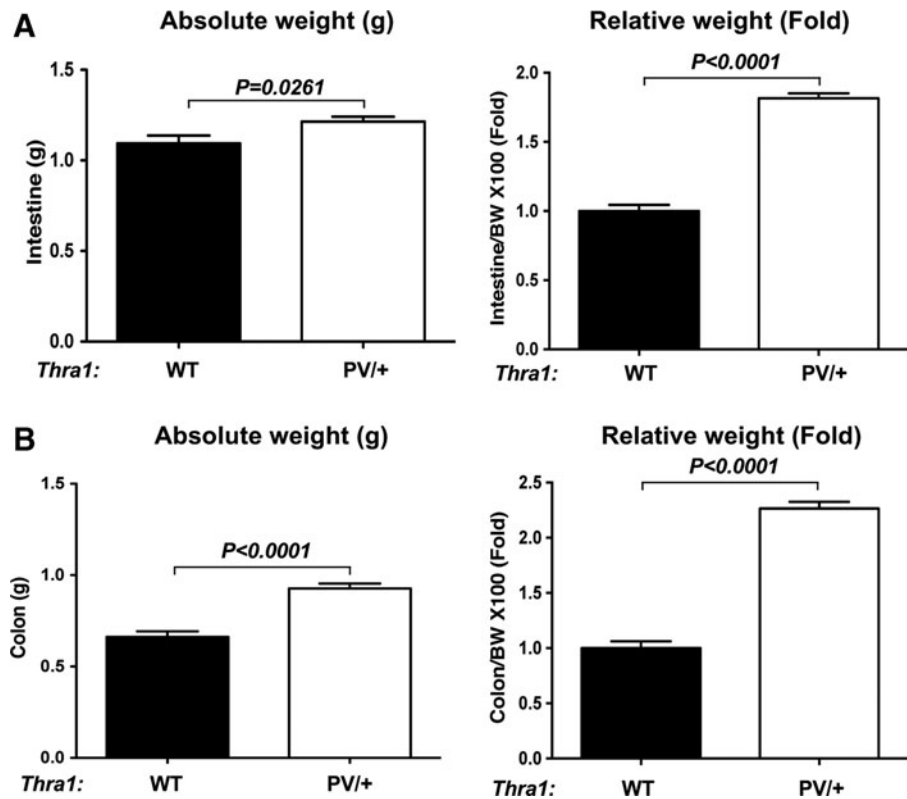 A
Absolute weight (g)
Relative weight (Fold)
P=0.0261
P<0.0001
Intestine (g)
1.5
1.0
0.5
0.0
Intestine/BW X100 (Fold)
2.0
1.5
1.0
0.5
0.0
Thra1: WT PV/+
Thra1: WT PV/+
B
Absolute weight (g)
Relative weight (Fold)
P<0.0001
P<0.0001
Colon (g)
1.5
1.0
0.5
0.0
Colon/BW X100 (Fold)
2.5
2.0
1.5
1.0
0.5
0.0
Thra1: WT PV/+
Thra1: WT PV/+